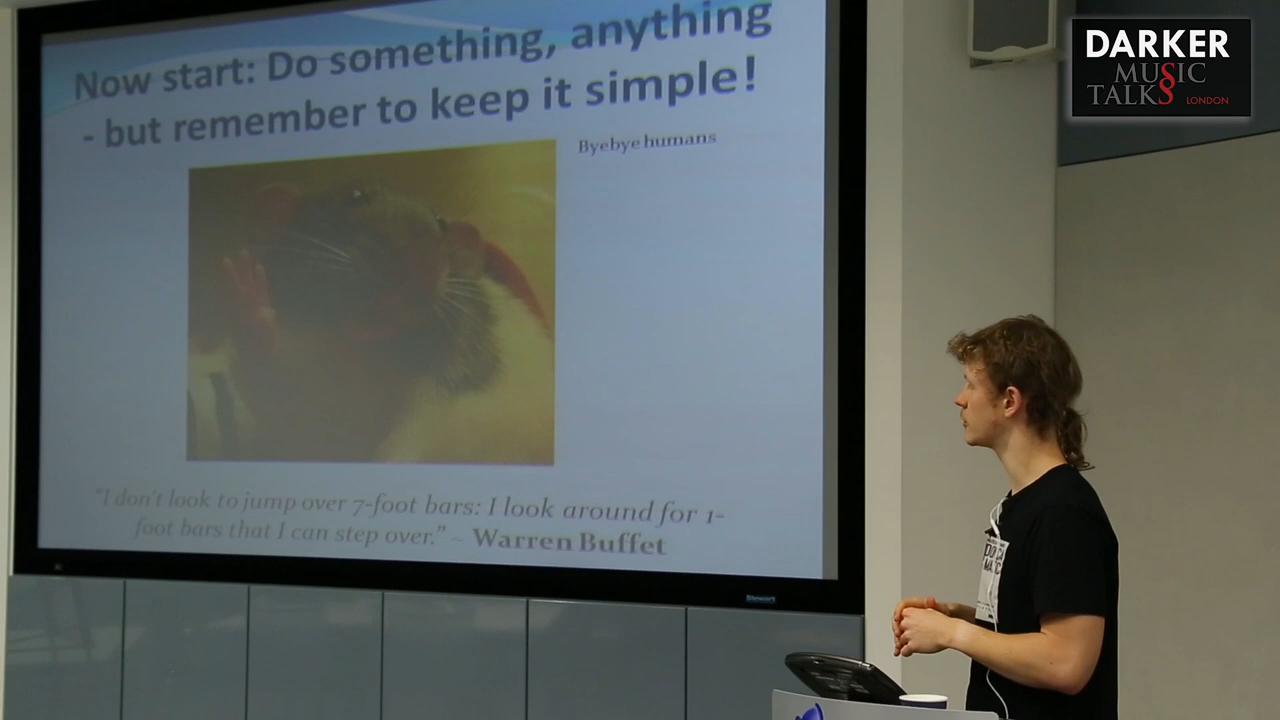 Now start: Do something, anything
- but remember to keep it simple!
Byebye humans
"I don't look to jump over 7-foot bars: I look around for 1-
foot bars that I can step over." ~ Warren Buffet
Stewart
DARKER
MUSIC
TALKS LONDON